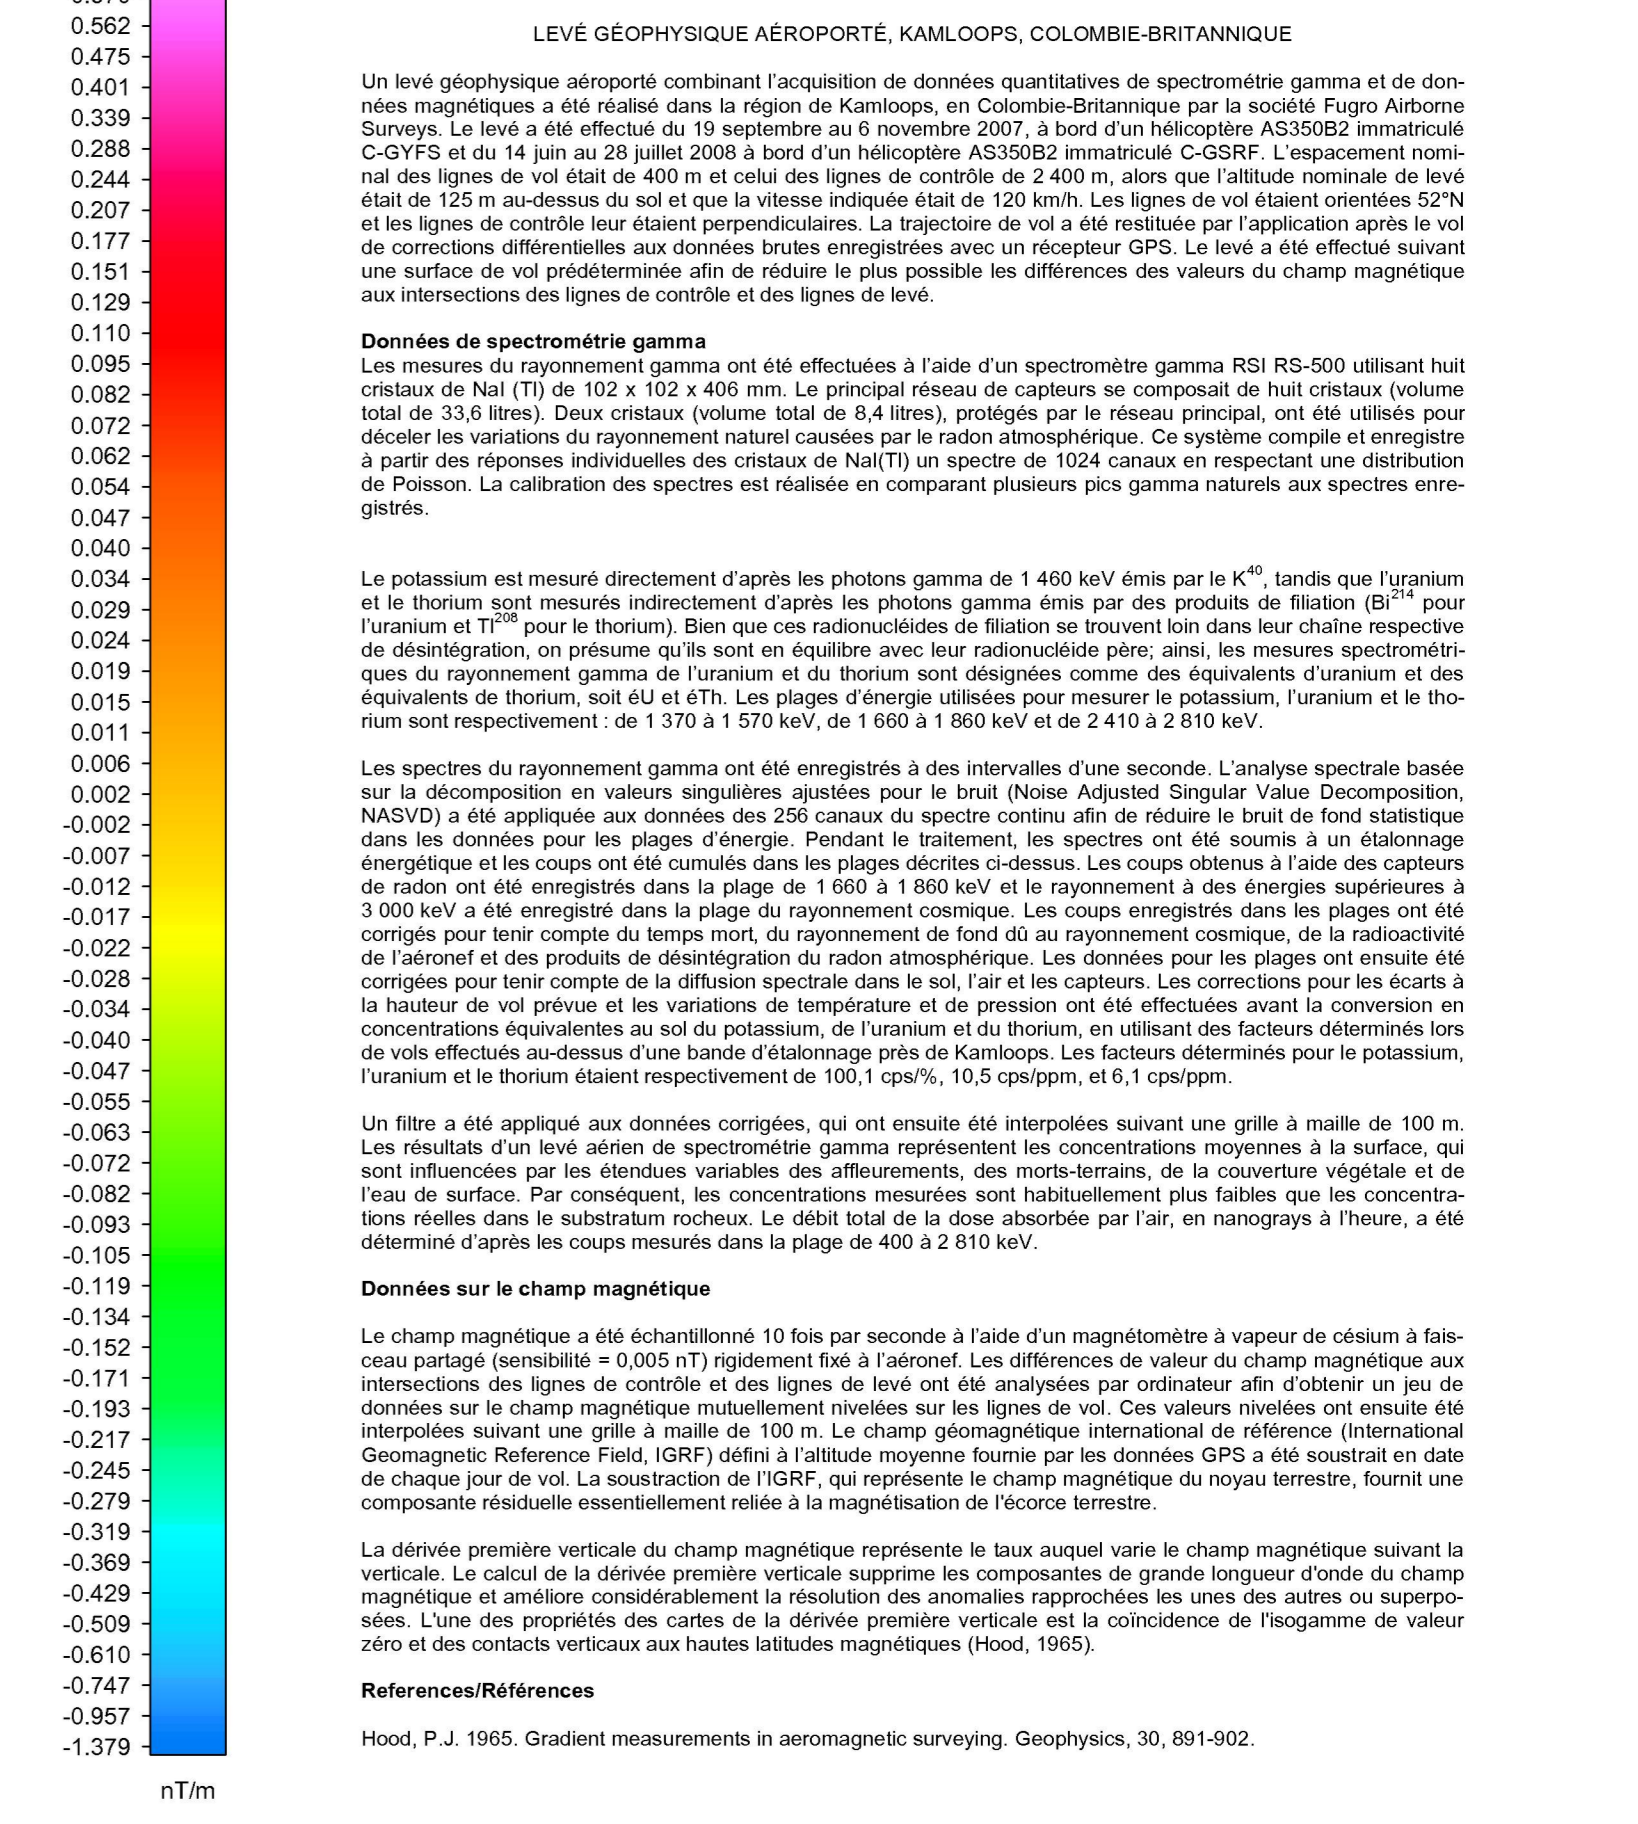 0.562
0.475
0.401
0.339
0.288
0.244
0.207
0.177
0.151
0.129
0.110
0.095
0.082
0.072
0.062
0.054
0.047
0.040
0.034
0.029
0.024
0.019
0.015
0.011
0.006
0.002
-0.002
-0.007
-0.012
-0.017
-0.022
-0.028
-0.034
-0.040
-0.047
-0.055
-0.063
-0.072
-0.082
-0.093
-0.105
-0.119
-0.134
-0.152
-0.171
-0.193
-0.217
-0.245
-0.279
-0.319
-0.369
-0.429
-0.509
-0.610
-0.747
-0.957
-1.379
nT/m
LEVÉ GÉOPHYSIQUE AÉROPORTÉ, KAMLOOPS, COLOMBIE-BRITANNIQUE
Un levé géophysique aéroporté combinant l’acquisition de données quantitatives de spectrométrie gamma et de don-
nées magnétiques a été réalisé dans la région de Kamloops, en Colombie-Britannique par la société Fugro Airborne
Surveys. Le levé a été effectué du 19 septembre au 6 novembre 2007, à bord d’un hélicoptère AS350B2 immatriculé
C-GYFS et du 14 juin au 28 juillet 2008 à bord d’un hélicoptère AS350B2 immatriculé C-GSRF. L’espacement nomi-
nal des lignes de vol était de 400 m et celui des lignes de contrôle de 2 400 m, alors que l’altitude nominale de levé
était de 125 m au-dessus du sol et que la vitesse indiquée était de 120 km/h. Les lignes de vol étaient orientées 52°N
et les lignes de contrôle leur étaient perpendiculaires. La trajectoire de vol a été restituée par l’application après le vol
de corrections différentielles aux données brutes enregistrées avec un récepteur GPS. Le levé a été effectué suivant
une surface de vol prédéterminée afin de réduire le plus possible les différences des valeurs du champ magnétique
aux intersections des lignes de contrôle et des lignes de levé.
Données de spectrométrie gamma
Les mesures du rayonnement gamma ont été effectuées à l’aide d’un spectromètre gamma RSI RS-500 utilisant huit
cristaux de NaI (Tl) de 102 x 102 x 406 mm. Le principal réseau de capteurs se composait de huit cristaux (volume
total de 33,6 litres). Deux cristaux (volume total de 8,4 litres), protégés par le réseau principal, ont été utilisés pour
déceler les variations du rayonnement naturel causées par le radon atmosphérique. Ce système compile et enregistre
à partir des réponses individuelles des cristaux de NaI(Tl) un spectre de 1024 canaux en respectant une distribution
de Poisson. La calibration des spectres est réalisée en comparant plusieurs pics gamma naturels aux spectres enre-
gistrés.
Le potassium est mesuré directement d’après les photons gamma de 1 460 keV émis par le K⁴⁰, tandis que l’uranium
et le thorium sont mesurés indirectement d’après les photons gamma émis par des produits de filiation (Bi²¹⁴ pour
l’uranium et Tl²⁰⁸ pour le thorium). Bien que ces radionucléides de filiation se trouvent loin dans leur chaîne respective
de désintégration, on présume qu’ils sont en équilibre avec leur radionucléide père; ainsi, les mesures spectrométri-
ques du rayonnement gamma de l’uranium et du thorium sont désignées comme des équivalents d’uranium et des
équivalents de thorium, soit éU et éTh. Les plages d’énergie utilisées pour mesurer le potassium, l’uranium et le tho-
rium sont respectivement : de 1 370 à 1 570 keV, de 1 660 à 1 860 keV et de 2 410 à 2 810 keV.
Les spectres du rayonnement gamma ont été enregistrés à des intervalles d’une seconde. L’analyse spectrale basée
sur la décomposition en valeurs singulières ajustées pour le bruit (Noise Adjusted Singular Value Decomposition,
NASVD) a été appliquée aux données des 256 canaux du spectre continu afin de réduire le bruit de fond statistique
dans les données pour les plages d’énergie. Pendant le traitement, les spectres ont été soumis à un étalonnage
énergétique et les coups ont été cumulés dans les plages décrites ci-dessus. Les coups obtenus à l’aide des capteurs
de radon ont été enregistrés dans la plage de 1 660 à 1 860 keV et le rayonnement à des énergies supérieures à
3 000 keV a été enregistré dans la plage du rayonnement cosmique. Les coups enregistrés dans les plages ont été
corrigés pour tenir compte du temps mort, du rayonnement de fond dû au rayonnement cosmique, de la radioactivité
de l’aéronef et des produits de désintégration du radon atmosphérique. Les données pour les plages ont ensuite été
corrigées pour tenir compte de la diffusion spectrale dans le sol, l’air et les capteurs. Les corrections pour les écarts à
la hauteur de vol prévue et les variations de température et de pression ont été effectuées avant la conversion en
concentrations équivalentes au sol du potassium, de l’uranium et du thorium, en utilisant des facteurs déterminés lors
de vols effectués au-dessus d’une bande d’étalonnage près de Kamloops. Les facteurs déterminés pour le potassium,
l’uranium et le thorium étaient respectivement de 100,1 cps/%, 10,5 cps/ppm, et 6,1 cps/ppm.
Un filtre a été appliqué aux données corrigées, qui ont ensuite été interpolées suivant une grille à maille de 100 m.
Les résultats d’un levé aérien de spectrométrie gamma représentent les concentrations moyennes à la surface, qui
sont influencées par les étendues variables des affleurements, des morts-terrains, de la couverture végétale et de
l’eau de surface. Par conséquent, les concentrations mesurées sont habituellement plus faibles que les concentra-
tions réelles dans le substratum rocheux. Le débit total de la dose absorbée par l’air, en nanograys à l’heure, a été
déterminé d’après les coups mesurés dans la plage de 400 à 2 810 keV.
Données sur le champ magnétique
Le champ magnétique a été échantillonné 10 fois par seconde à l’aide d’un magnétomètre à vapeur de césium à fais-
ceau partagé (sensibilité = 0,005 nT) rigidement fixé à l’aéronef. Les différences de valeur du champ magnétique aux
intersections des lignes de contrôle et des lignes de levé ont été analysées par ordinateur afin d’obtenir un jeu de
données sur le champ magnétique mutuellement nivelées sur les lignes de vol. Ces valeurs nivelées ont ensuite été
interpolées suivant une grille à maille de 100 m. Le champ géomagnétique international de référence (International
Geomagnetic Reference Field, IGRF) défini à l’altitude moyenne fournie par les données GPS a été soustrait en date
de chaque jour de vol. La soustraction de l’IGRF, qui représente le champ magnétique du noyau terrestre, fournit une
composante résiduelle essentiellement reliée à la magnétisation de l'écorce terrestre.
La dérivée première verticale du champ magnétique représente le taux auquel varie le champ magnétique suivant la
verticale. Le calcul de la dérivée première verticale supprime les composantes de grande longueur d'onde du champ
magnétique et améliore considérablement la résolution des anomalies rapprochées les unes des autres ou superpo-
sées. L'une des propriétés des cartes de la dérivée première verticale est la coïncidence de l'isogamme de valeur
zéro et des contacts verticaux aux hautes latitudes magnétiques (Hood, 1965).
References/Références
Hood, P.J. 1965. Gradient measurements in aeromagnetic surveying. Geophysics, 30, 891-902.